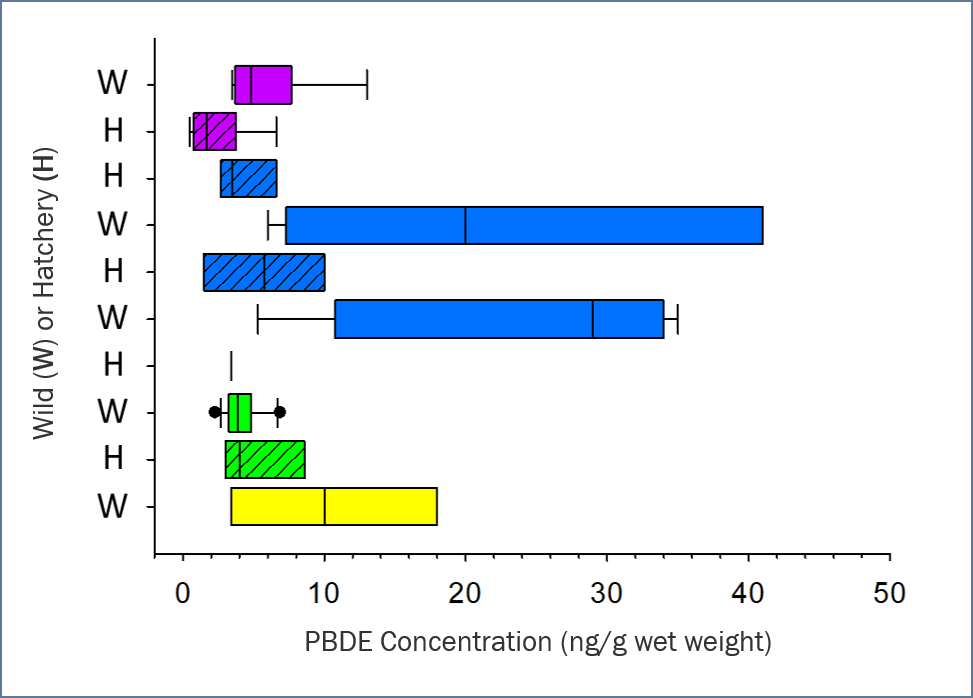 W
H
H
W
H
W
H
W
H
W
Wild (W) or Hatchery (H)
0 10 20 30 40 50
PBDE Concentration (ng/g wet weight)